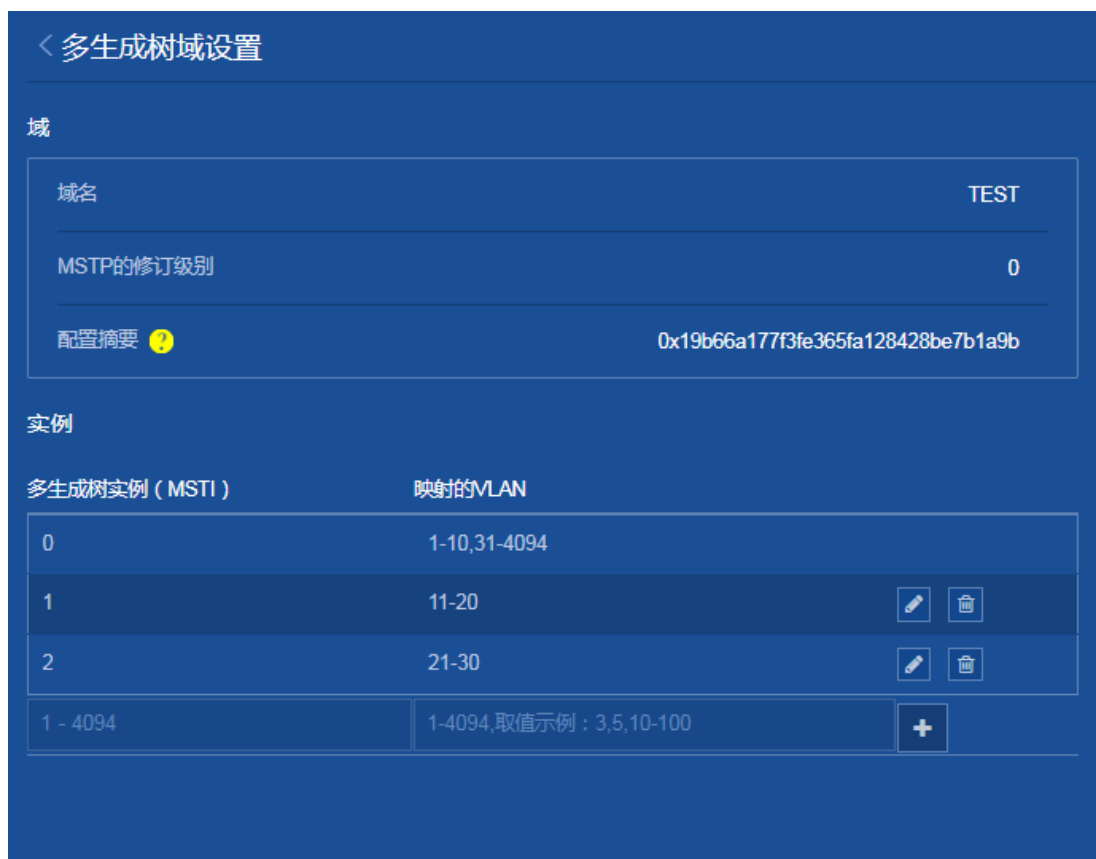 多生成树域设置
域
域名 TEST
MSTP的修订级别 0
配置摘要 ? 0x19b66a177f3fe365fa128428be7b1a9b
实例
多生成树实例（MSTI） 映射的VLAN
0 1-10,31-4094
1 11-20
2 21-30
1 - 4094 1-4094,取值示例：3,5,10-100